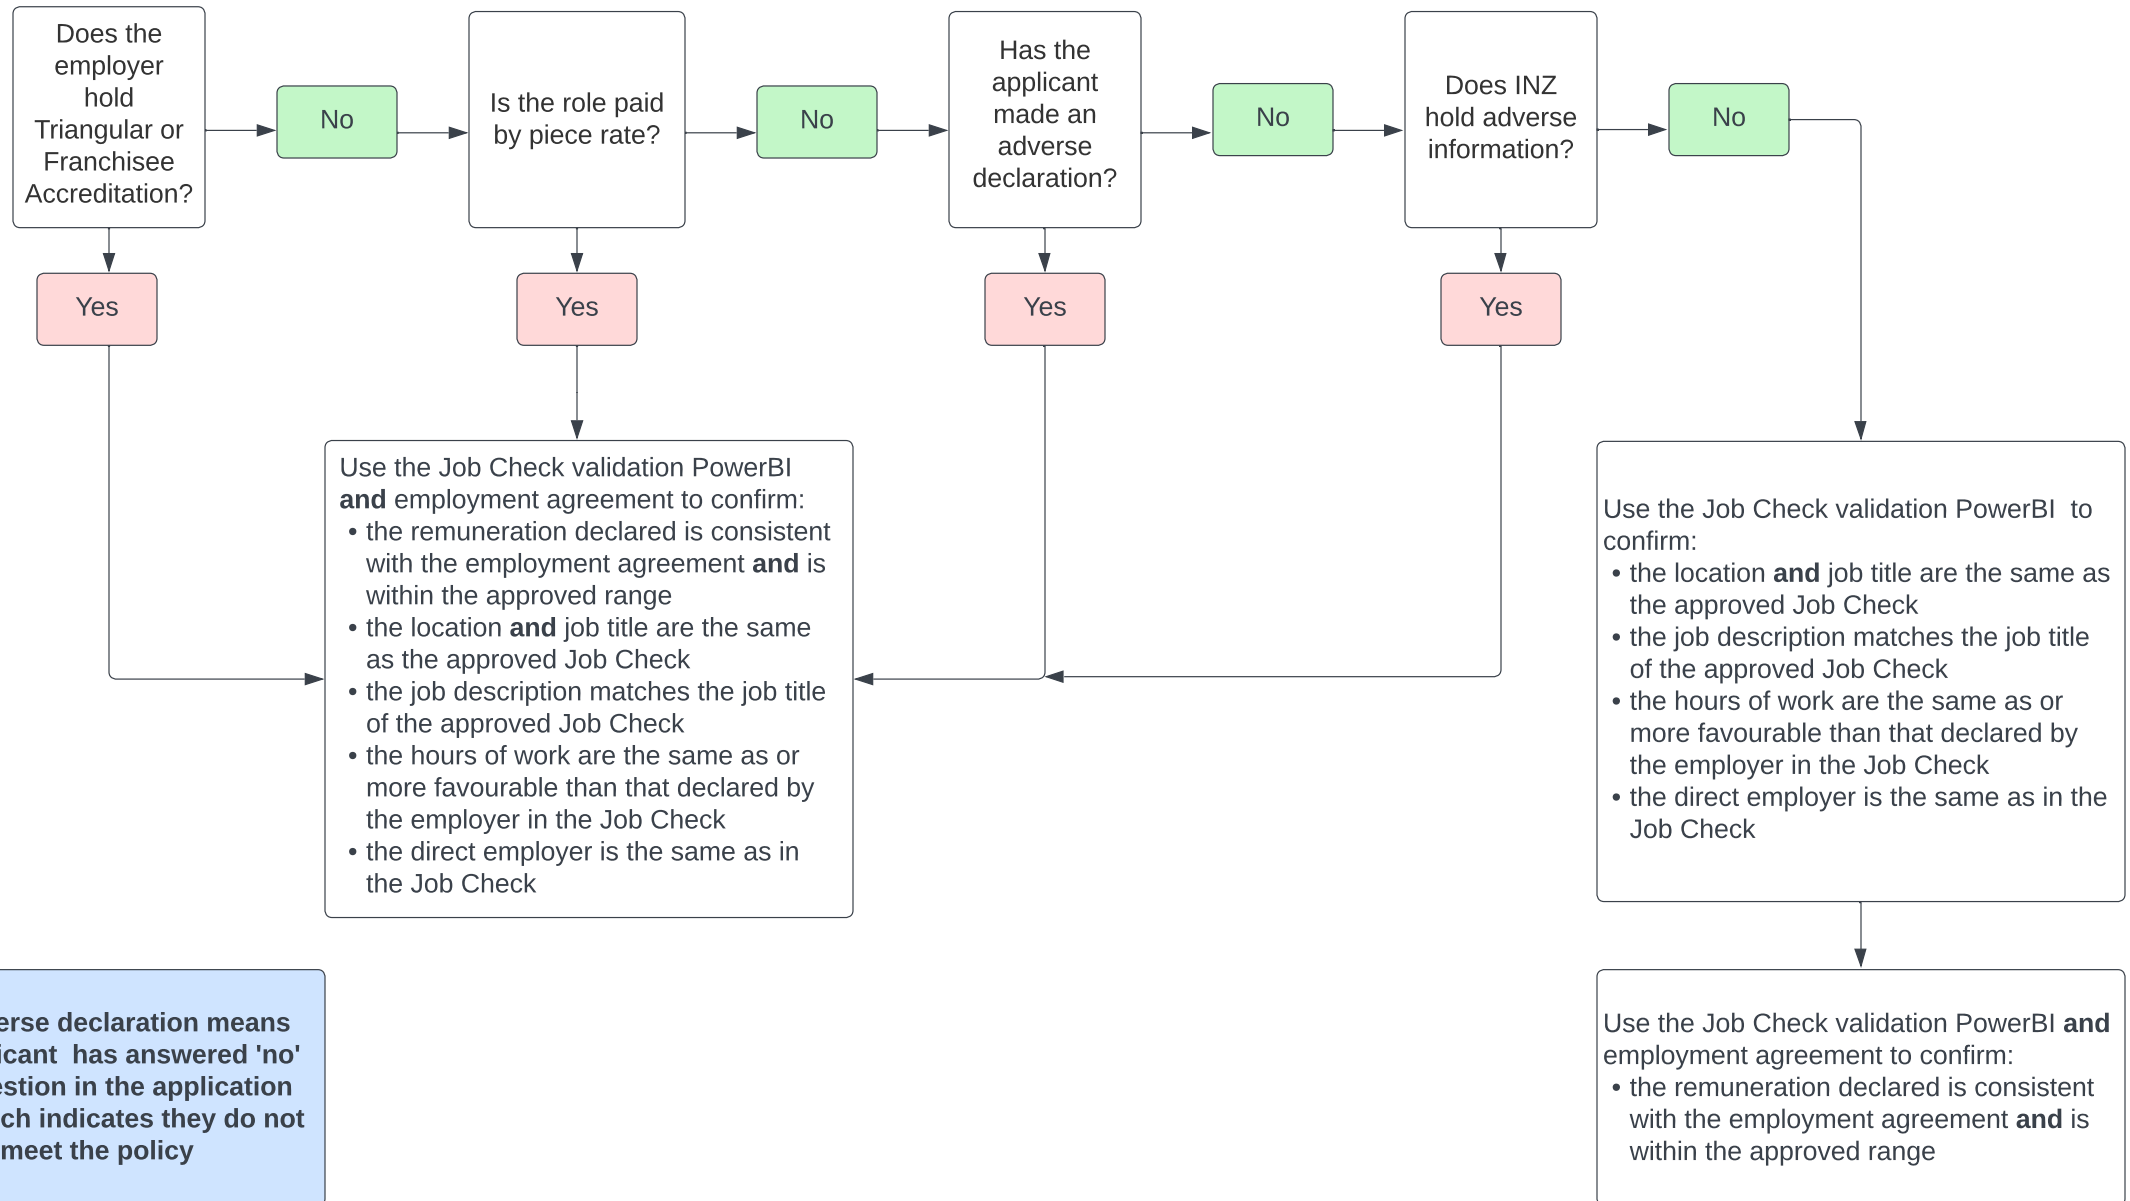 Does the
employer
hold
Triangular or
Franchisee
Accreditation?
No
Is the role paid
by piece rate?
No
Has the
applicant
made an
adverse
declaration?
No
Does INZ
hold adverse
information?
No
Yes
Yes
Yes
Yes
Use the Job Check validation PowerBI
and employment agreement to confirm:
• the remuneration declared is consistent
with the employment agreement and is
within the approved range
• the location and job title are the same
as the approved Job Check
• the job description matches the job title
of the approved Job Check
• the hours of work are the same as or
more favourable than that declared by
the employer in the Job Check
• the direct employer is the same as in
the Job Check
Use the Job Check validation PowerBI  to
confirm:
• the location and job title are the same as
the approved Job Check
• the job description matches the job title
of the approved Job Check
• the hours of work are the same as or
more favourable than that declared by
the employer in the Job Check
• the direct employer is the same as in the
Job Check
declaration means
has answered 'no'
in the application
indicates they do not
meet the policy
Use the Job Check validation PowerBI and
employment agreement to confirm:
• the remuneration declared is consistent
with the employment agreement and is
within the approved range